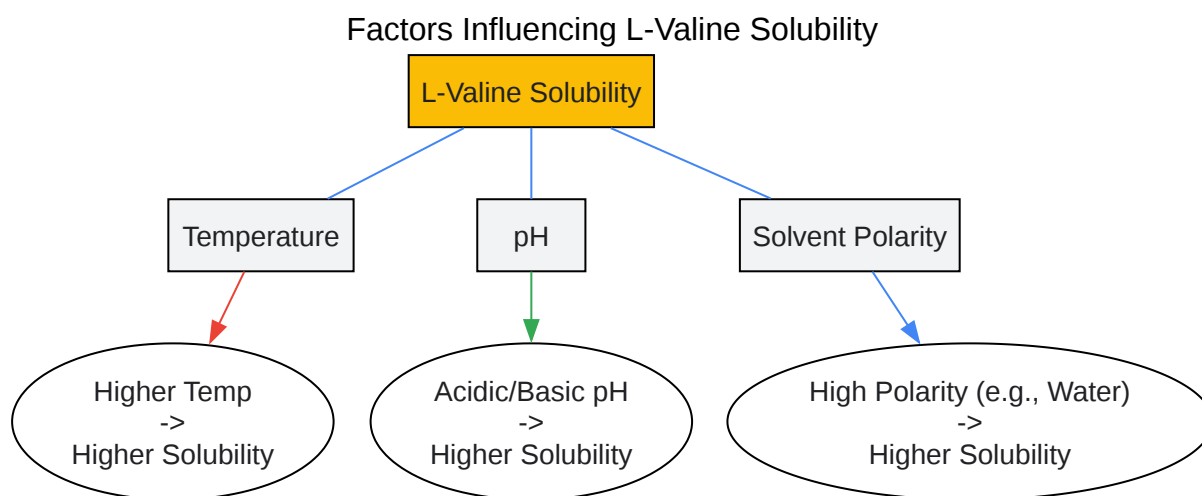 Factors Influencing L-Valine Solubility
L-Valine Solubility
Temperature
pH
Solvent Polarity
Higher Temp
->
Higher Solubility
Acidic/Basic pH
->
Higher Solubility
High Polarity (e.g., Water)
->
Higher Solubility